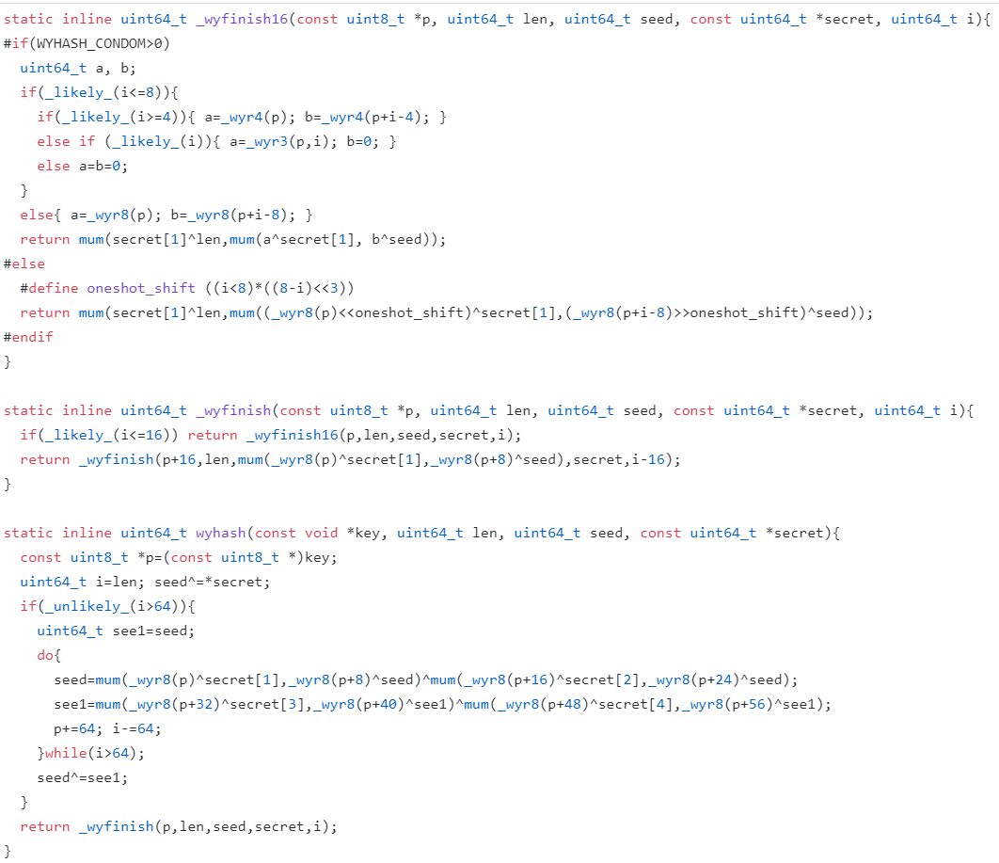 static inline uint64_t _wyfinish16(const uint8_t *p, uint64_t len, uint64_t seed, const uint64_t *secret, uint64_t i){
#if(WYHASH_CONDOM>0)
  uint64_t a, b;
  if(_likely_(i<=8)){
    if(_likely_(i>=4)){ a=_wyr4(p); b=_wyr4(p+i-4); }
    else if (_likely_(i)){ a=_wyr3(p,i); b=0; }
    else a=b=0;
  }
  else{ a=_wyr8(p); b=_wyr8(p+i-8); }
  return mum(secret[1]^len,mum(a^secret[1], b^seed));
#else
  #define oneshot_shift ((i<8)*((8-i)<<3))
  return mum(secret[1]^len,mum((_wyr8(p)<<oneshot_shift)^secret[1],(_wyr8(p+i-8)>>oneshot_shift)^seed));
#endif
}

static inline uint64_t _wyfinish(const uint8_t *p, uint64_t len, uint64_t seed, const uint64_t *secret, uint64_t i){
  if(_likely_(i<=16)) return _wyfinish16(p,len,seed,secret,i);
  return _wyfinish(p+16,len,mum(_wyr8(p)^secret[1],_wyr8(p+8)^seed),secret,i-16);
}

static inline uint64_t wyhash(const void *key, uint64_t len, uint64_t seed, const uint64_t *secret){
  const uint8_t *p=(const uint8_t *)key;
  uint64_t i=len; seed^=*secret;
  if(_unlikely_(i>64)){
    uint64_t see1=seed;
    do{
      seed=mum(_wyr8(p)^secret[1],_wyr8(p+8)^seed)^mum(_wyr8(p+16)^secret[2],_wyr8(p+24)^seed);
      see1=mum(_wyr8(p+32)^secret[3],_wyr8(p+40)^see1)^mum(_wyr8(p+48)^secret[4],_wyr8(p+56)^see1);
      p+=64; i-=64;
    }while(i>64);
    seed^=see1;
  }
  return _wyfinish(p,len,seed,secret,i);
}